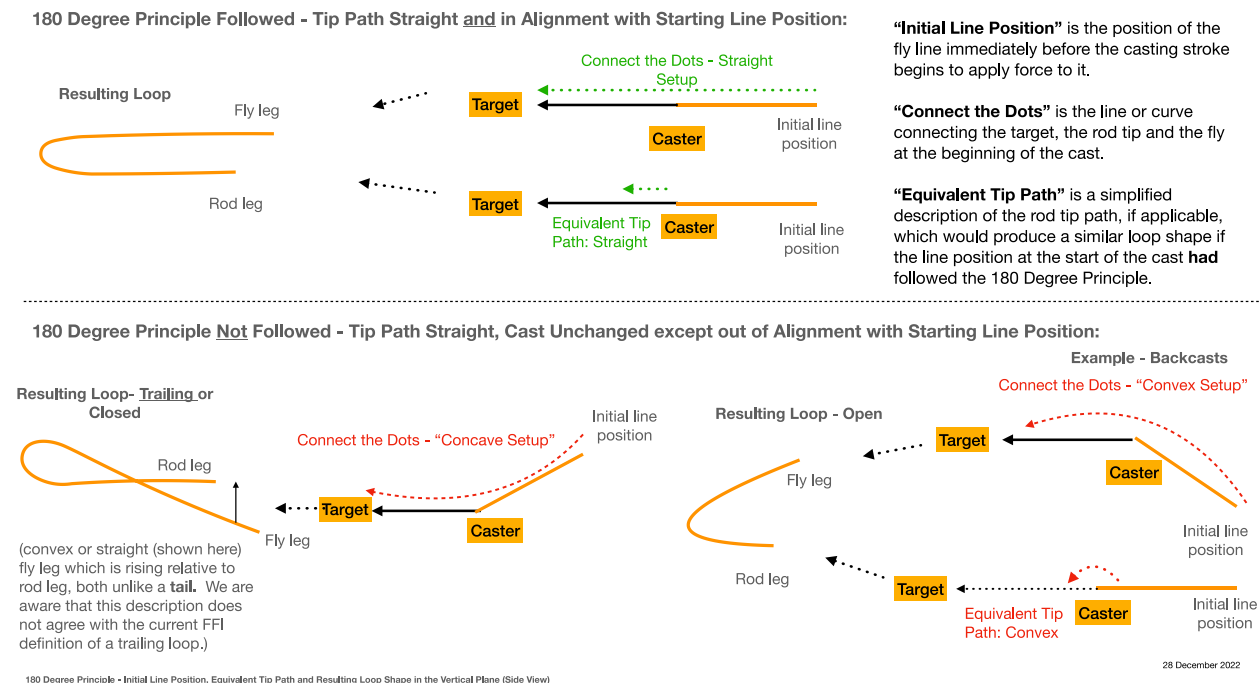 180 Degree Principle Followed - Tip Path Straight and in Alignment with Starting Line Position:
Connect the Dots - Straight
Setup
Resulting Loop
Fly leg
Target
Initial line
position
Caster
Rod leg
Target
Equivalent Tip
Path: Straight
Caster
Initial line
position
“Initial Line Position” is the position of the
fly line immediately before the casting stroke
begins to apply force to it.
“Connect the Dots” is the line or curve
connecting the target, the rod tip and the fly
at the beginning of the cast.
“Equivalent Tip Path” is a simplified
description of the rod tip path, if applicable,
which would produce a similar loop shape if
the line position at the start of the cast had
followed the 180 Degree Principle.
180 Degree Principle Not Followed - Tip Path Straight, Cast Unchanged except out of Alignment with Starting Line Position:
Example - Backcasts
Resulting Loop- Trailing or
Closed
Connect the Dots - “Concave Setup”
Initial line
position
Rod leg
Target
Caster
Fly leg
(convex or straight (shown here)
fly leg which is rising relative to
rod leg, both unlike a tail. We are
aware that this description does
not agree with the current FFI
definition of a trailing loop.)
Connect the Dots - “Convex Setup”
Resulting Loop - Open
Target
Caster
Fly leg
Initial line
position
Rod leg
Target
Equivalent Tip
Path: Convex
Caster
Initial line
position
28 December 2022
180 Degree Principle - Initial Line Position, Equivalent Tip Path and Resulting Loop Shape in the Vertical Plane (Side View)